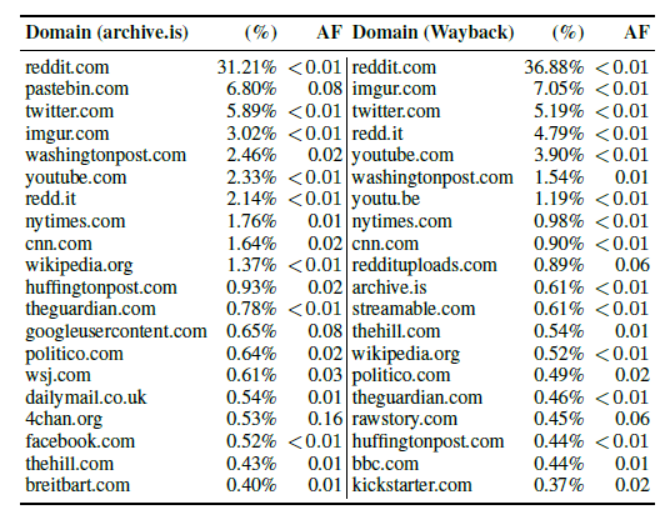 Domain (archive.is) (%) AF Domain (Wayback) (%) AF
reddit.com 31.21% <0.01 reddit.com 36.88% <0.01
pastebin.com 6.80% 0.08 imgur.com 7.05% <0.01
twitter.com 5.89% <0.01 twitter.com 5.19% <0.01
imgur.com 3.02% <0.01 redd.it 4.79% <0.01
washingtonpost.com 2.46% 0.02 youtube.com 3.90% <0.01
youtube.com 2.33% <0.01 washingtonpost.com 1.54% 0.01
redd.it 2.14% <0.01 youtu.be 1.19% <0.01
nytimes.com 1.76% 0.01 nytimes.com 0.98% <0.01
cnn.com 1.64% 0.02 cnn.com 0.90% <0.01
wikipedia.org 1.37% <0.01 reddituploads.com 0.89% 0.06
huffingtonpost.com 0.93% 0.02 archive.is 0.61% <0.01
theguardian.com 0.78% <0.01 streamable.com 0.61% <0.01
googleusercontent.com 0.65% 0.08 thehill.com 0.54% 0.01
politico.com 0.64% 0.02 wikipedia.org 0.52% <0.01
wsj.com 0.61% 0.03 politico.com 0.49% 0.02
dailymail.co.uk 0.54% 0.01 theguardian.com 0.46% <0.01
4chan.org 0.53% 0.16 rawstory.com 0.45% 0.06
facebook.com 0.52% <0.01 huffingtonpost.com 0.44% <0.01
thehill.com 0.43% 0.01 bbc.com 0.44% 0.01
breitbart.com 0.40% 0.01 kickstarter.com 0.37% 0.02